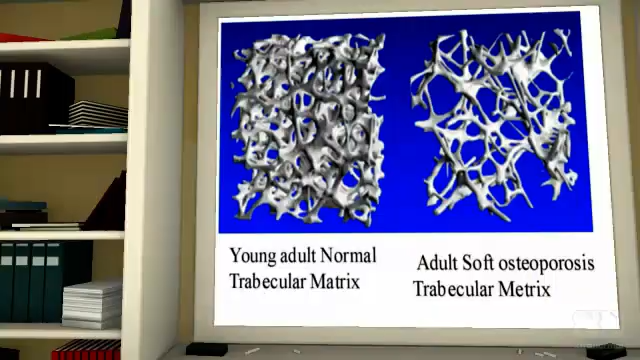 Young adult Normal
Trabecular Matrix
Adult Soft osteoporosis
Trabecular Metrix